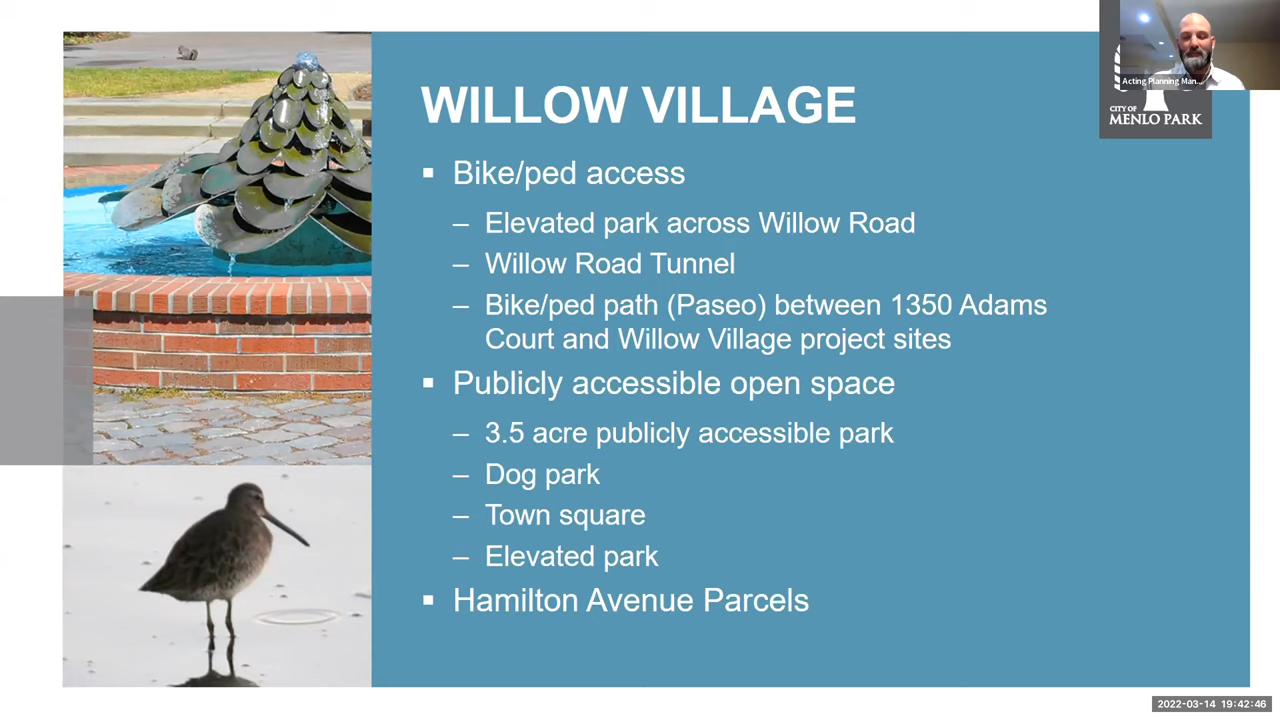 WILLOW VILLAGE
▪ Bike/ped access
– Elevated park across Willow Road
– Willow Road Tunnel
– Bike/ped path (Paseo) between 1350 Adams
Court and Willow Village project sites
▪ Publicly accessible open space
– 3.5 acre publicly accessible park
– Dog park
– Town square
– Elevated park
▪ Hamilton Avenue Parcels
Acting Planning Man...
CITY OF
MENLO PARK
2022-03-14 19:42:46